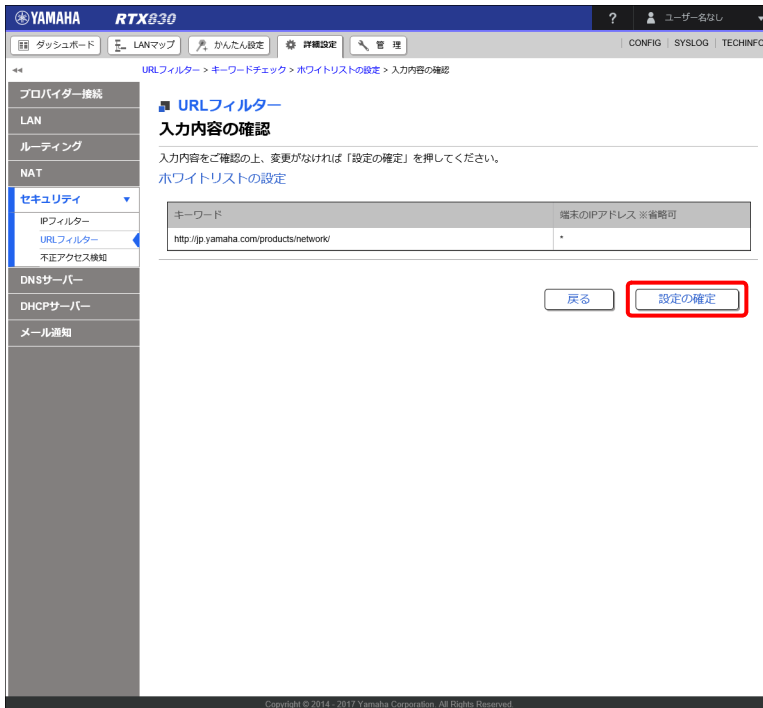 YAMAHA RTX830 ? ユーザーなし
ダッシュボード LANマップ かんたん設定 詳細設定 管 理 CONFIG SYSLOG TECHINFO
URLフィルター > キーワードチェック > ホワイトリストの設定 > 入力内容の確認
プロバイダー接続
LAN
ルーティング
NAT
セキュリティ
IPフィルター
URLフィルター
不正アクセス検知
DNSサーバー
DHCPサーバー
メール通知
URLフィルター
入力内容の確認
入力内容をご確認の上、変更がなければ「設定の確定」を押してください。
ホワイトリストの設定
キーワード 端末のIPアドレス ※省略可
http://jp.yamaha.com/products/network/ *
戻る 設定の確定
Copyright © 2014 - 2017 Yamaha Corporation. All Rights Reserved.